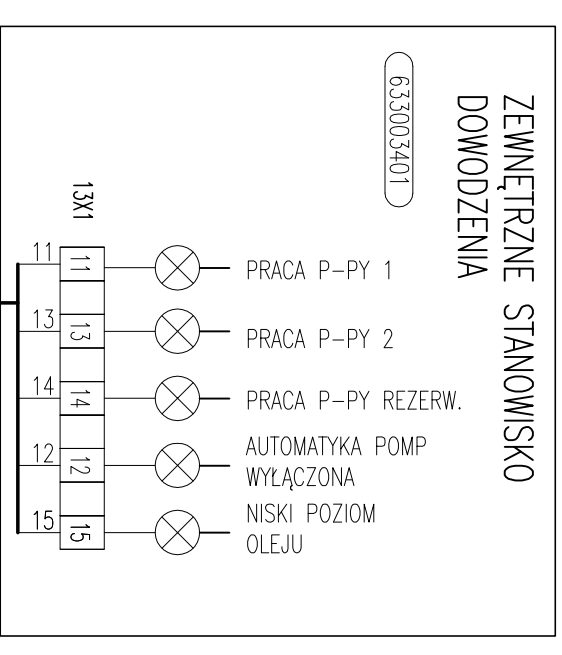 ZEWNĘTRZNE STANOWISKO
DOWODZENIA
633003401
13X1
11 11 PRACA P-PY 1
13 13 PRACA P-PY 2
14 14 PRACA P-PY REZERW.
12 12 AUTOMATYKA POMP
WYŁĄCZONA
15 15 NISKI POZIOM
OLEJU